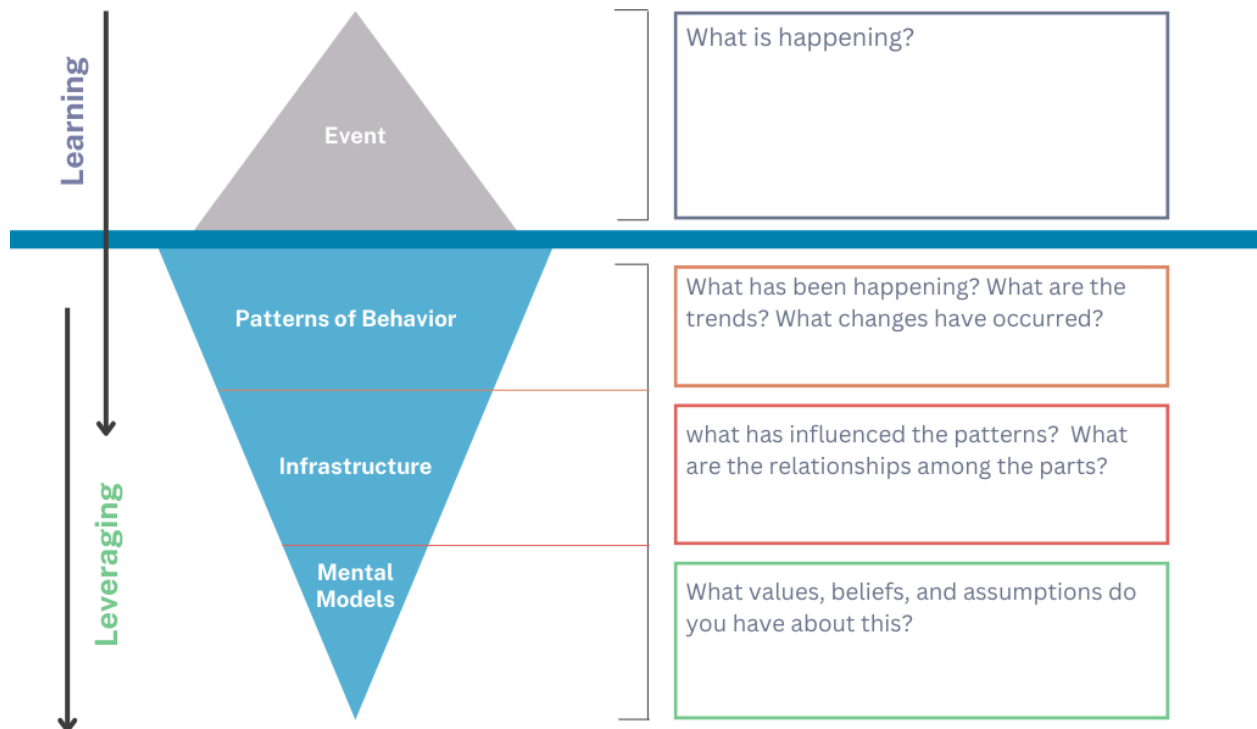 Learning
Event
What is happening?
Patterns of Behavior
What has been happening? What are the
trends? What changes have occurred?
Leveraging
Infrastructure
what has influenced the patterns?  What
are the relationships among the parts?
Mental
Models
What values, beliefs, and assumptions do
you have about this?